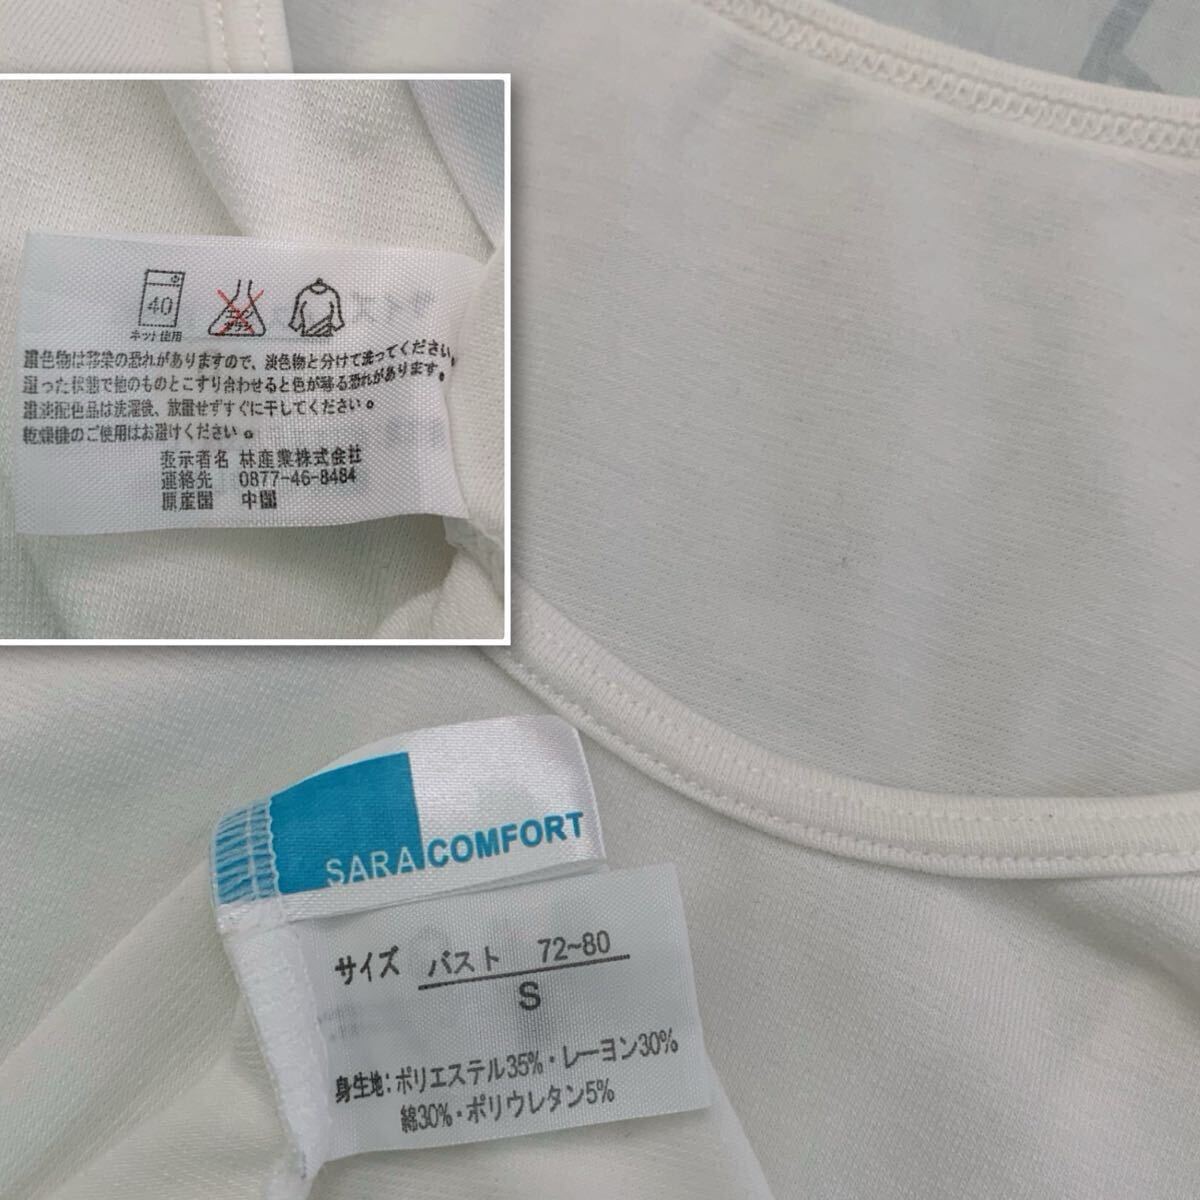 40
ネット使用
エンソ
サラシ
濃色物は移染の恐れがありますので、淡色物と分けて洗ってください。
湿った状態で他のものとこすり合わせると色が移る恐れがあります。
濃淡配色品は洗濯後、放置せずすぐに干してください。
乾燥機のご使用はお避けください。
表示者名 林産業株式会社
連絡先 0877-46-8484
原産国 中国
SARA COMFORT
サイズ バスト 72~80
S
身生地:ポリエステル35%・レーヨン30%
綿30%・ポリウレタン5%